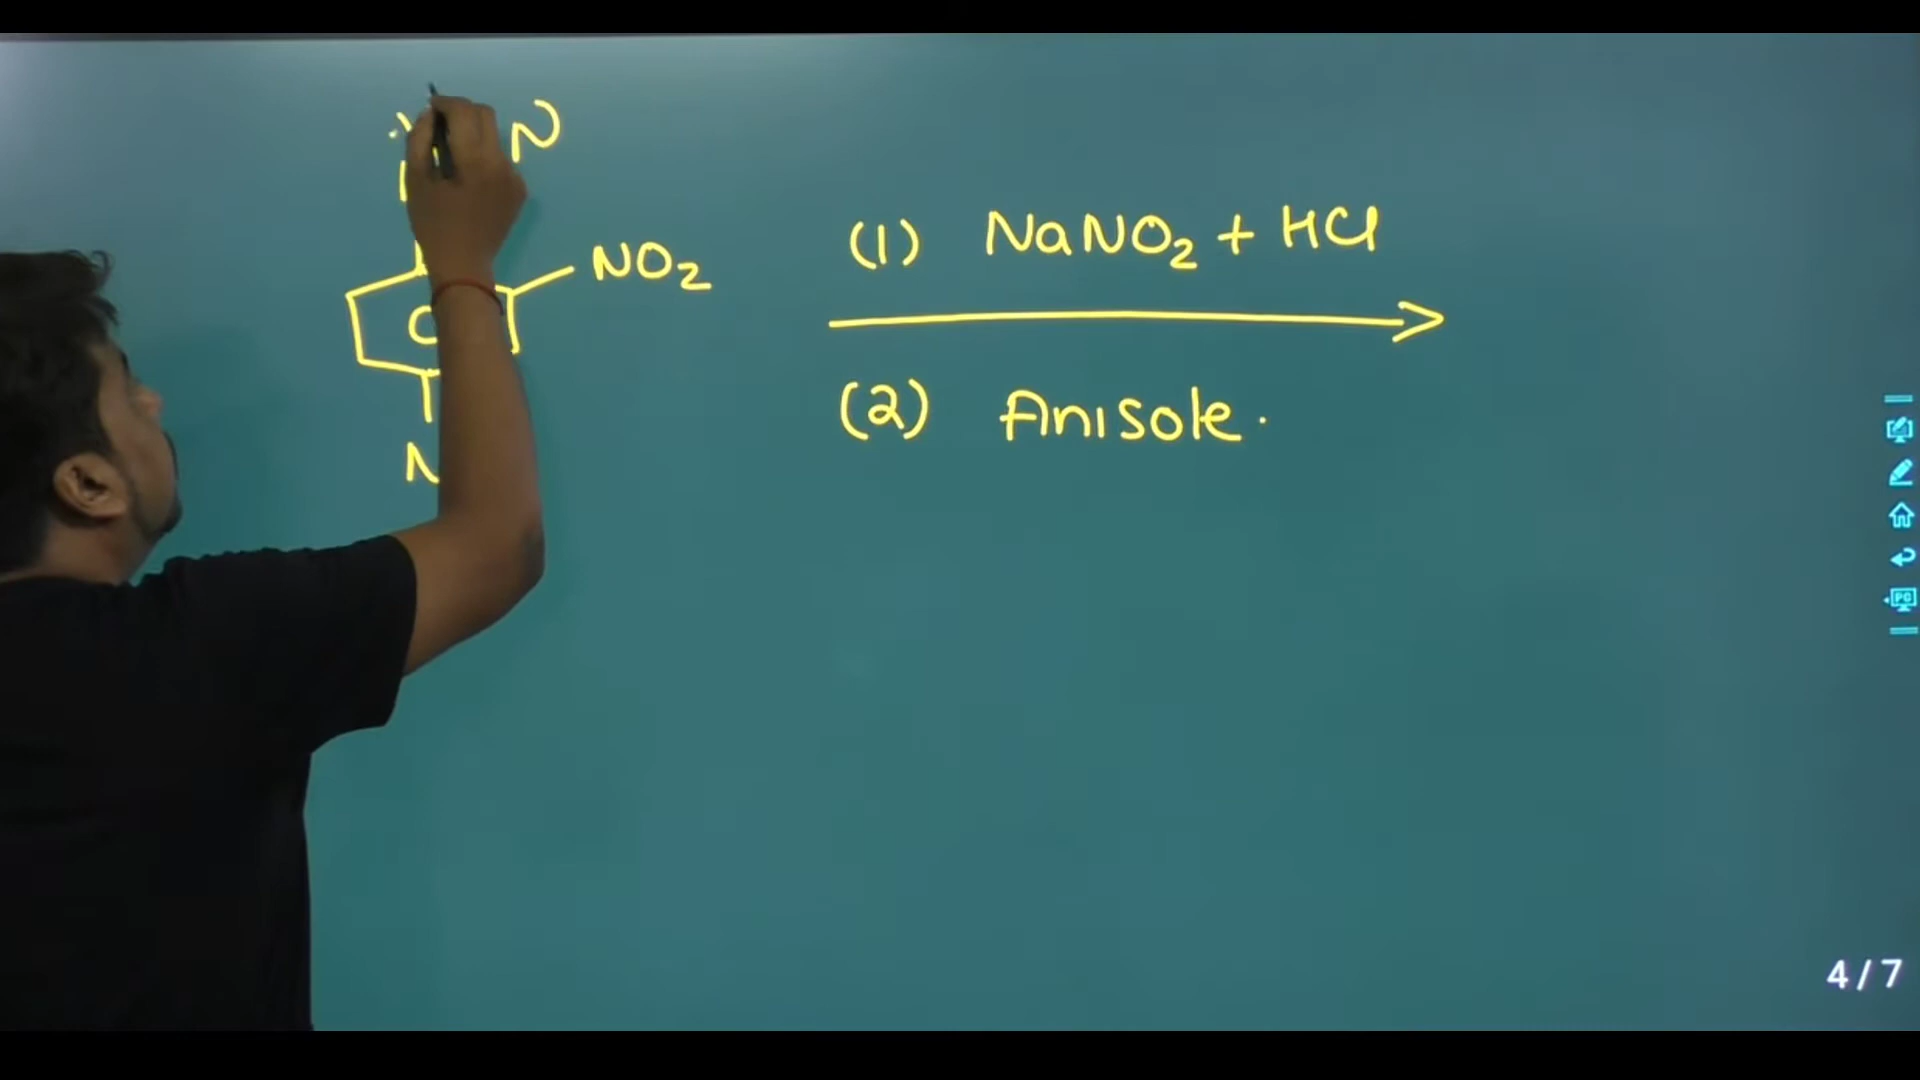 N
NO2
(1) NaNO2 + HCl
(2) Anisole.
N
4/7